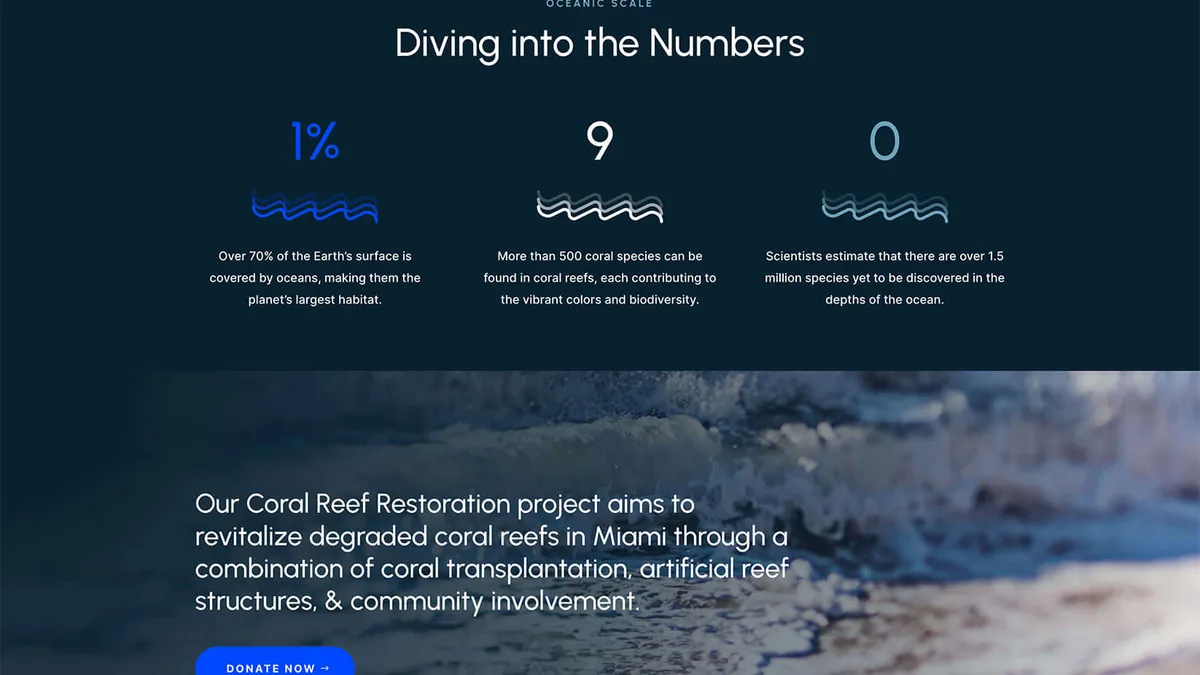 OCEANIC SCALE
Diving into the Numbers
1%
9
0
Over 70% of the Earth’s surface is
covered by oceans, making them the
planet’s largest habitat.
More than 500 coral species can be
found in coral reefs, each contributing to
the vibrant colors and biodiversity.
Scientists estimate that there are over 1.5
million species yet to be discovered in the
depths of the ocean.
Our Coral Reef Restoration project aims to
revitalize degraded coral reefs in Miami through a
combination of coral transplantation, artificial reef
structures, & community involvement.
DONATE NOW →